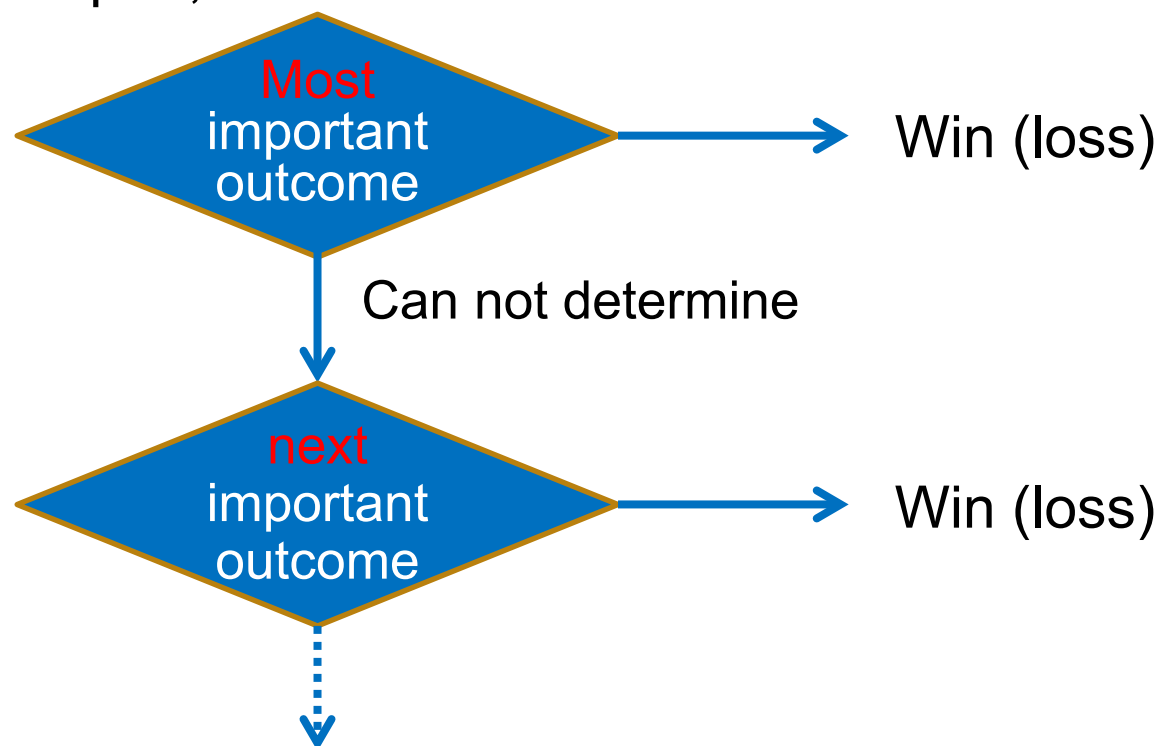 Most
important
outcome
Win (loss)
Can not determine
next
important
outcome
Win (loss)